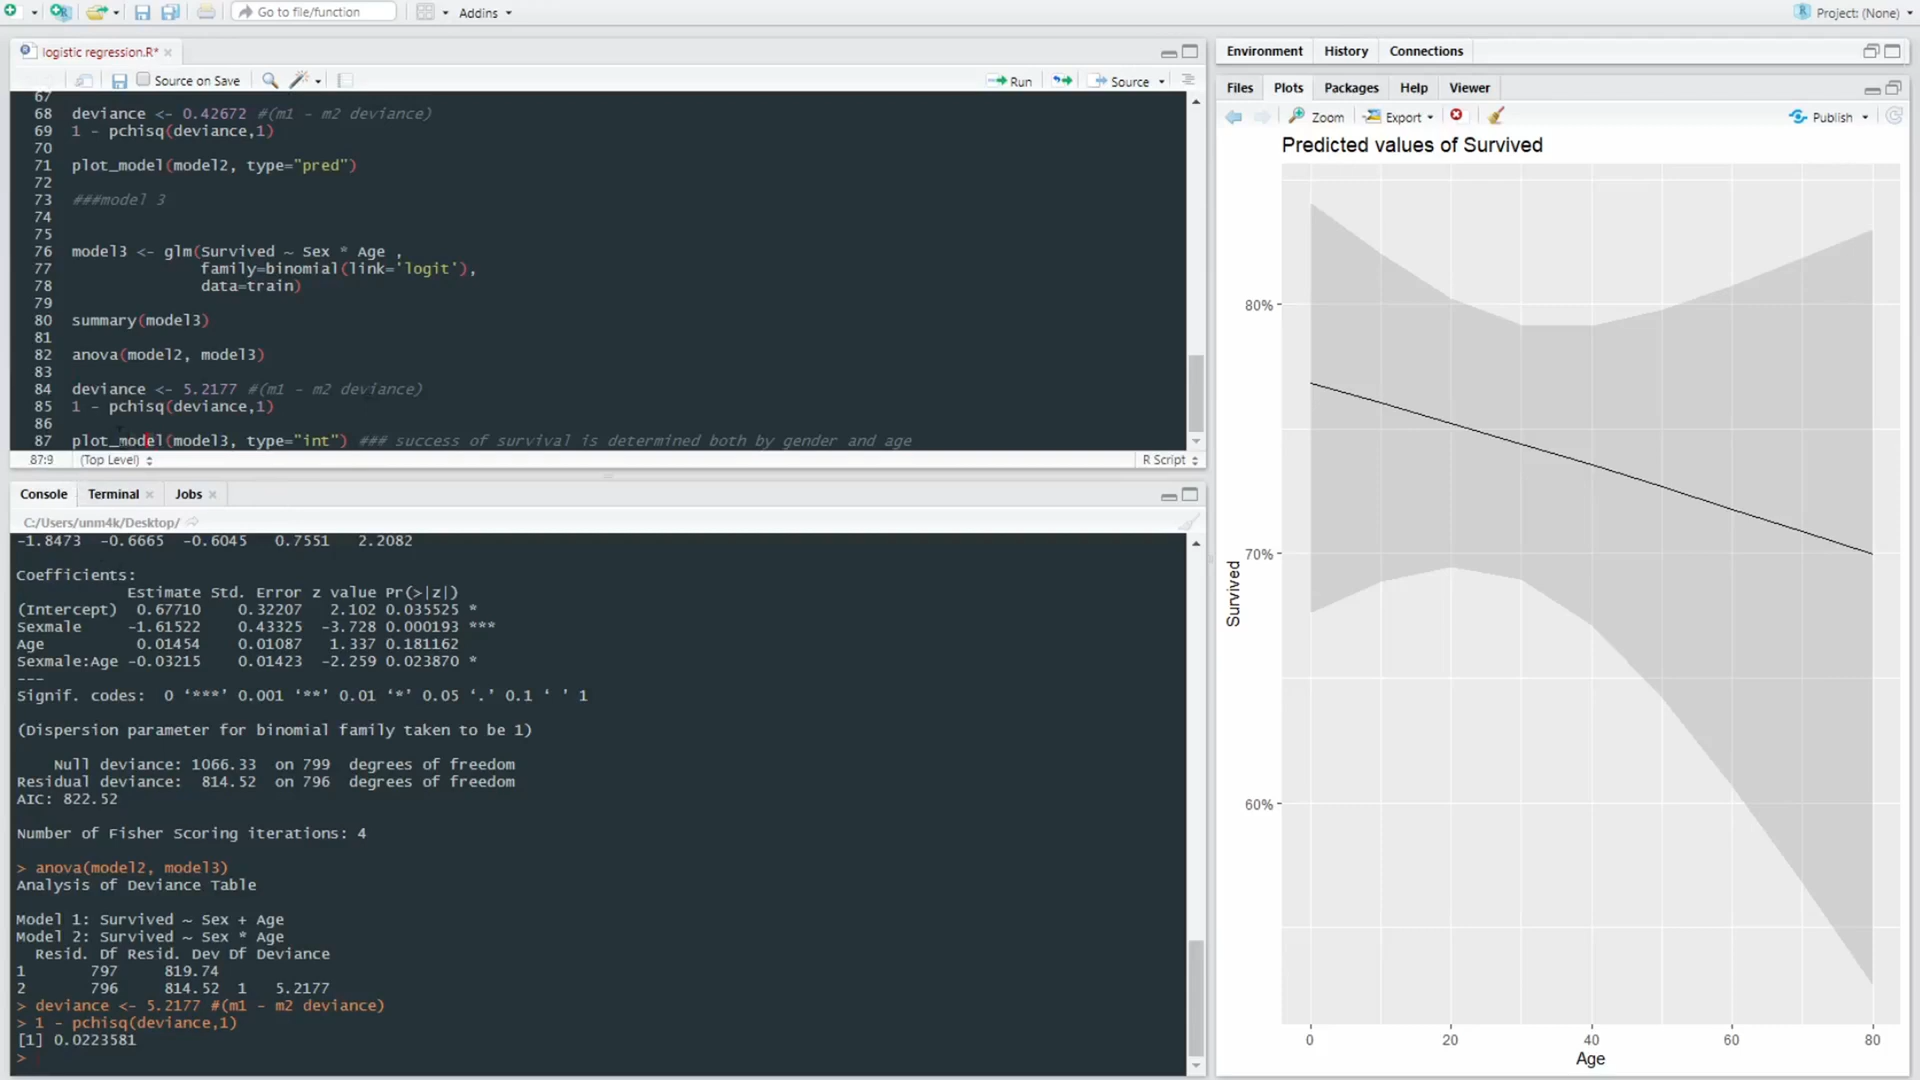 Go to file/function
Addins
Project: (None)
logistic regression.R*
Source on Save
Run
Source
67
68 deviance <- 0.42672 #(m1 - m2 deviance)
69 1 - pchisq(deviance,1)
70
71 plot_model(model2, type="pred")
72
73 ###model 3
74
75
76 model3 <- glm(Survived ~ Sex * Age ,
77 family=binomial(link='logit'),
78 data=train)
79
80 summary(model3)
81
82 anova(model2, model3)
83
84 deviance <- 5.2177 #(m1 - m2 deviance)
85 1 - pchisq(deviance,1)
86
87 plot_model(model3, type="int") ### success of survival is determined both by gender and age
87:9 (Top Level) R Script
Console Terminal Jobs
C:/Users/unm4k/Desktop/
-1.8473 -0.6665 -0.6045 0.7551 2.2082
Coefficients:
Estimate Std. Error z value Pr(>|z|)
(Intercept) 0.67710 0.32207 2.102 0.035525 *
Sexmale -1.61522 0.43325 -3.728 0.000193 ***
Age 0.01454 0.01087 1.337 0.181162
Sexmale:Age -0.03215 0.01423 -2.259 0.023870 *
---
Signif. codes: 0 ‘***’ 0.001 ‘**’ 0.01 ‘*’ 0.05 ‘.’ 0.1 ‘ ’ 1
(Dispersion parameter for binomial family taken to be 1)
Null deviance: 1066.33 on 799 degrees of freedom
Residual deviance: 814.52 on 796 degrees of freedom
AIC: 822.52
Number of Fisher Scoring iterations: 4
> anova(model2, model3)
Analysis of Deviance Table
Model 1: Survived ~ Sex + Age
Model 2: Survived ~ Sex * Age
Resid. Df Resid. Dev Df Deviance
1 797 819.74
2 796 814.52 1 5.2177
> deviance <- 5.2177 #(m1 - m2 deviance)
> 1 - pchisq(deviance,1)
[1] 0.0223581
>
Environment History Connections
Files Plots Packages Help Viewer
Zoom Export Publish
Predicted values of Survived
80%
70%
60%
Survived
0 20 40 60 80
Age